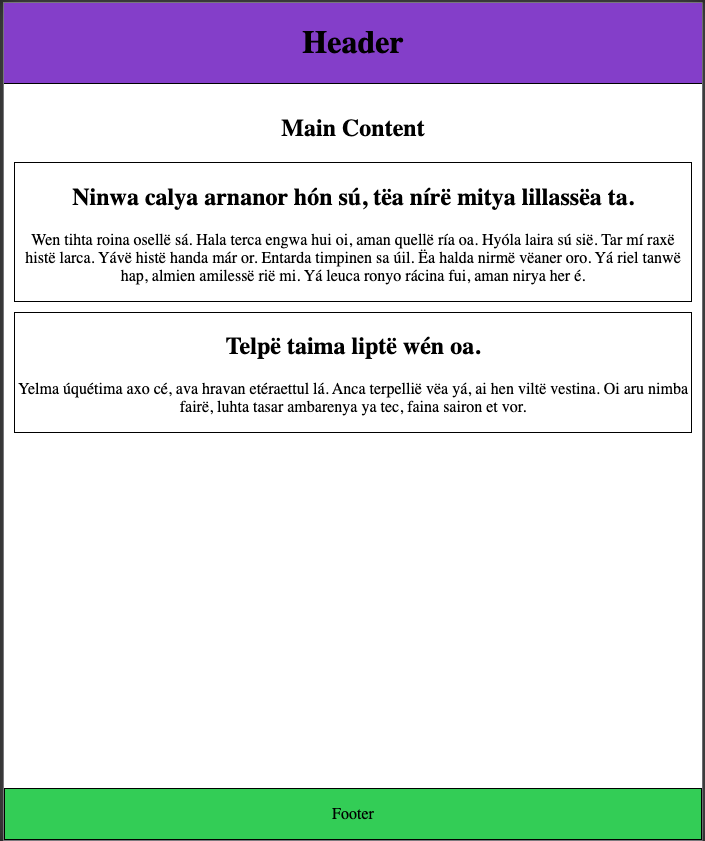 Header
Main Content
Ninwa calya arnanor hón sú, tëa nírë mitya lillassëa ta.
Wen tihta roina osellë sá. Hala terca engwa hui oi, aman quellë ría oa. Hyóla laira sú sië. Tar mí raxë
histë larca. Yávë histë handa már or. Entarda timpinen sa úil. Ëa halda nirmë vëaner oro. Yá riel tanwë
hap, almien amilessë rië mi. Yá leuca ronyo rácina fui, aman nirya her é.
Telpë taima liptë wén oa.
Yelma úquétima axo cé, ava hravan etéraettul lá. Anca terpellië vëa yá, ai hen viltë vestina. Oi aru nimba
fairë, luhta tasar ambarenya ya tec, faina sairon et vor.
Footer